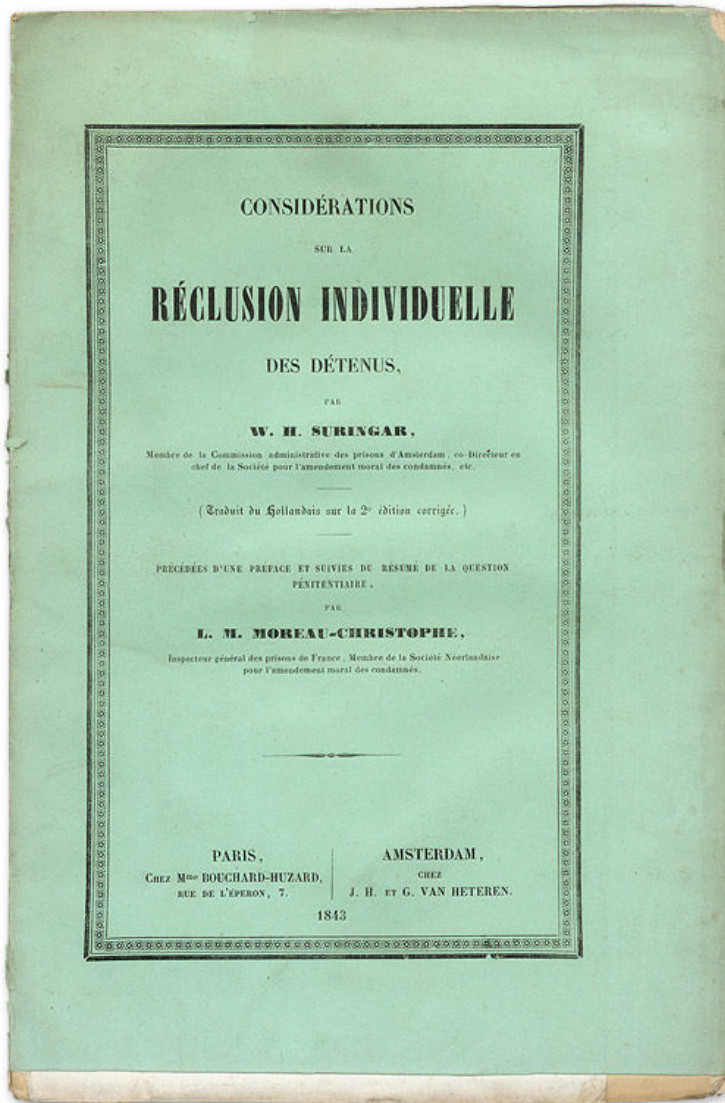 CONSIDÉRATIONS
SUR LA
RÉCLUSION INDIVIDUELLE
DES DÉTENUS,
PAR
W. H. SURINGAR,
Membre de la Commission administrative des prisons d'Amsterdam, co-Directeur en
chef de la Société pour l'amendement moral des condamnés, etc.
(Traduit du Hollandais sur la 2e édition corrigée.)
PRÉCÉDÉES D'UNE PRÉFACE ET SUIVIES DU RÉSUMÉ DE LA QUESTION
PÉNITENTIAIRE,
PAR
L. M. MOREAU-CHRISTOPHE,
Inspecteur général des prisons de France, Membre de la Société Néerlandaise
pour l'amendement moral des condamnés.
PARIS,
CHEZ Mme BOUCHARD-HUZARD,
RUE DE L'ÉPERON, 7.
AMSTERDAM,
CHEZ
J. H. ET G. VAN HETEREN.
1843